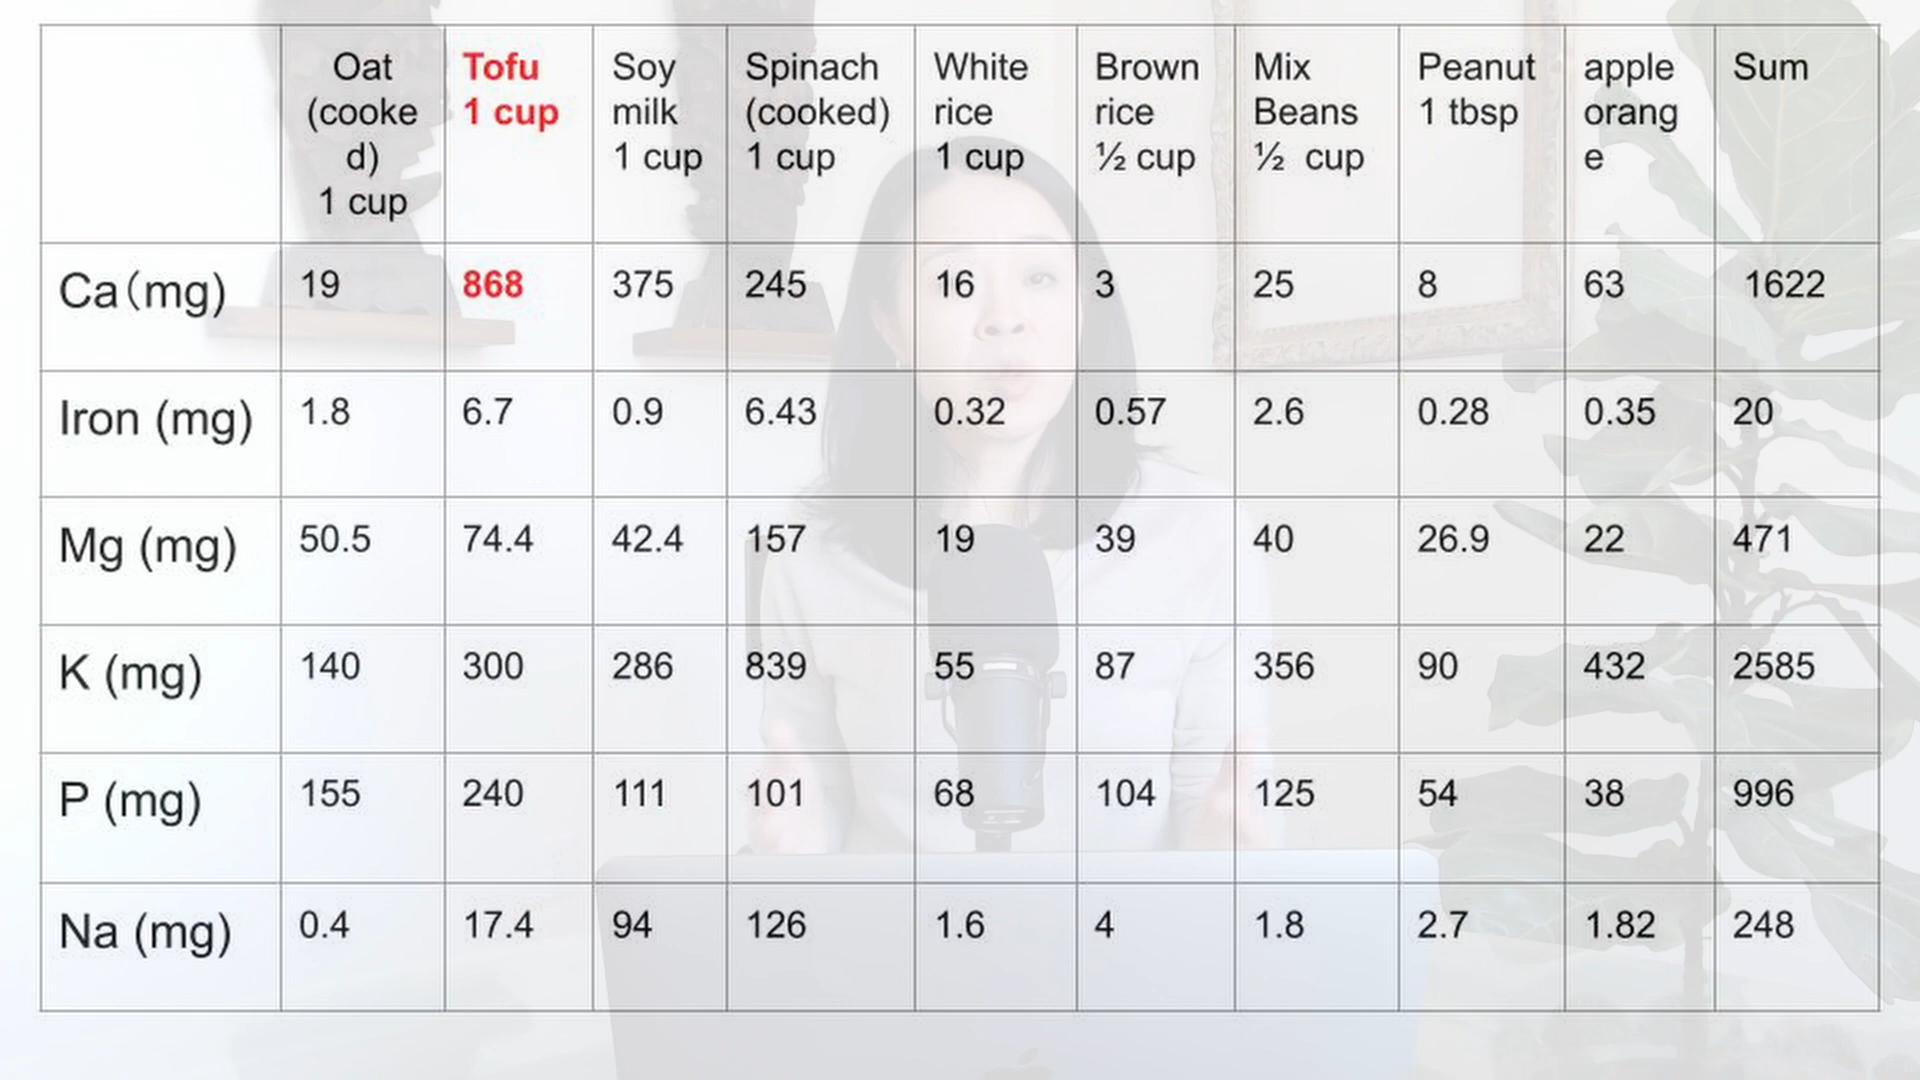 Oat (cooked) 1 cup | Tofu 1 cup | Soy milk 1 cup | Spinach (cooked) 1 cup | White rice 1 cup | Brown rice ½ cup | Mix Beans ½ cup | Peanut 1 tbsp | apple orange | Sum
Ca(mg) | 19 | 868 | 375 | 245 | 16 | 3 | 25 | 8 | 63 | 1622
Iron (mg) | 1.8 | 6.7 | 0.9 | 6.43 | 0.32 | 0.57 | 2.6 | 0.28 | 0.35 | 20
Mg (mg) | 50.5 | 74.4 | 42.4 | 157 | 19 | 39 | 40 | 26.9 | 22 | 471
K (mg) | 140 | 300 | 286 | 839 | 55 | 87 | 356 | 90 | 432 | 2585
P (mg) | 155 | 240 | 111 | 101 | 68 | 104 | 125 | 54 | 38 | 996
Na (mg) | 0.4 | 17.4 | 94 | 126 | 1.6 | 4 | 1.8 | 2.7 | 1.82 | 248